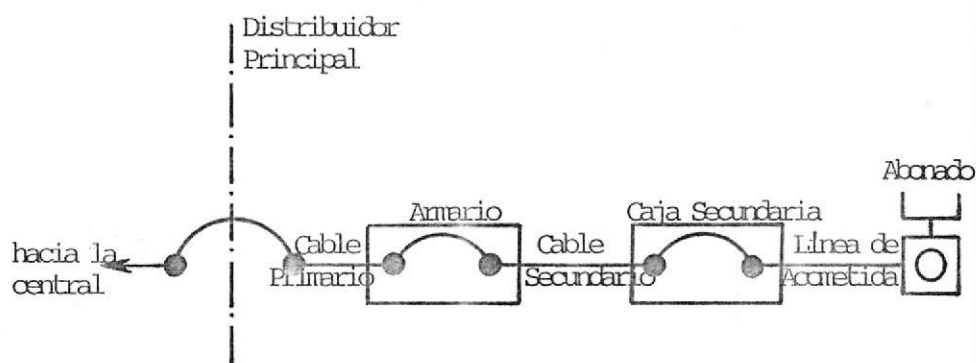 Distribuidor
Principal
Abonado
Armario
Caja Secundaria
hacia la
central
Cable
Primario
Cable
Secundario
Línea de
Acometida